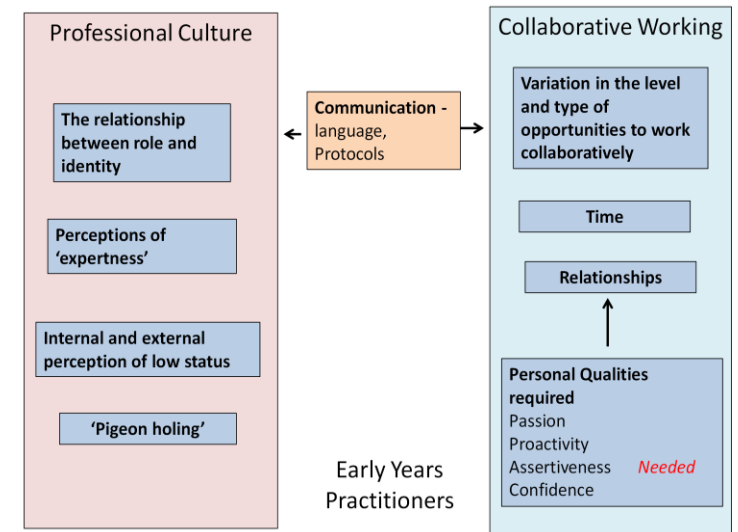 Professional Culture
The relationship
between role and
identity
Perceptions of
‘expertness’
Internal and external
perception of low status
‘Pigeon holing’
Communication -
language,
Protocols
Early Years
Practitioners
Collaborative Working
Variation in the level
and type of
opportunities to work
collaboratively
Time
Relationships
Personal Qualities
required
Passion
Proactivity
Assertiveness Needed
Confidence